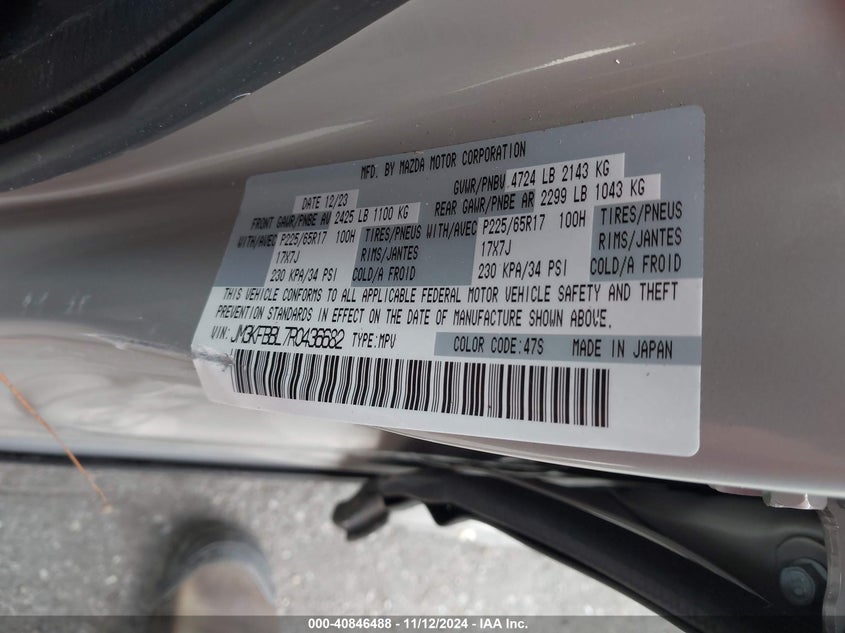 MFD. BY MAZDA MOTOR CORPORATION
DATE 12/23 GVWR/PNBV 4724 LB 2143 KG
FRONT GAWR/PNBE AV 2425 LB 1100 KG REAR GAWR/PNBE AR 2299 LB 1043 KG
WITH/AVEC P225/65R17 100H TIRES/PNEUS WITH/AVEC P225/65R17 100H TIRES/PNEUS
17X7J RIMS/JANTES 17X7J RIMS/JANTES
230 KPA/34 PSI COLD/A FROID 230 KPA/34 PSI COLD/A FROID
THIS VEHICLE CONFORMS TO ALL APPLICABLE FEDERAL MOTOR VEHICLE SAFETY AND THEFT
PREVENTION STANDARDS IN EFFECT ON THE DATE OF MANUFACTURE SHOWN ABOVE.
VIN: JM3KFBBL7R0436682 TYPE:MPV COLOR CODE:47S MADE IN JAPAN
000-40846488 - 11/12/2024 - IAA Inc.